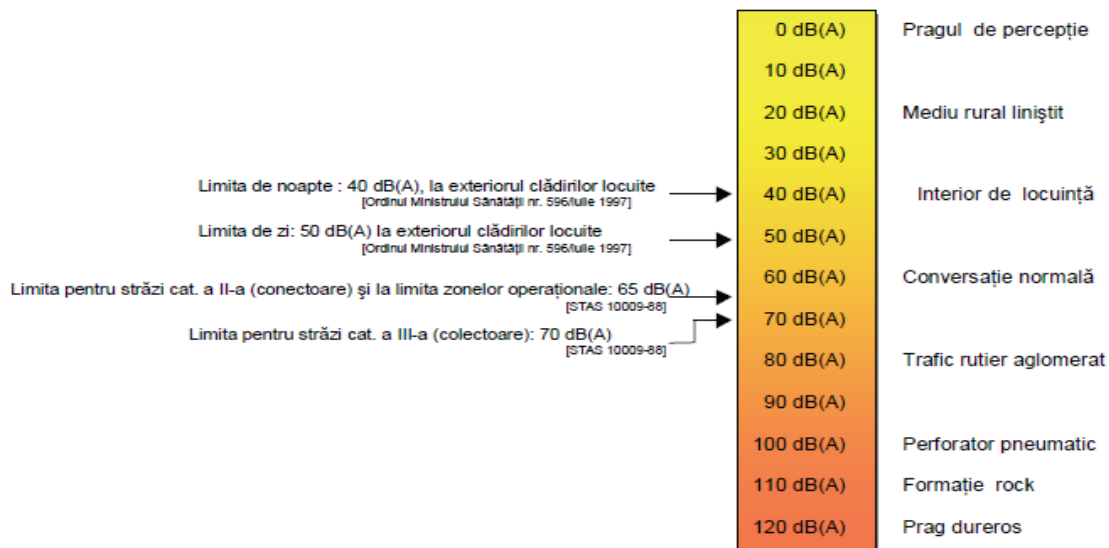 0 dB(A) Pragul de percepție
10 dB(A)
20 dB(A) Mediu rural liniştit
30 dB(A)
Limita de noapte : 40 dB(A), la exteriorul clădirilor locuite
[Ordinul Ministrului Sănătăţii nr. 596/iulie 1997]
40 dB(A) Interior de locuință
Limita de zi: 50 dB(A) la exteriorul clădirilor locuite
[Ordinul Ministrului Sănătăţii nr. 596/iulie 1997]
50 dB(A)
60 dB(A) Conversație normală
Limita pentru străzi cat. a II-a (conectoare) şi la limita zonelor operaționale: 65 dB(A)
[STAS 10009-88]
70 dB(A)
Limita pentru străzi cat. a III-a (colectoare): 70 dB(A)
[STAS 10009-88]
80 dB(A) Trafic rutier aglomerat
90 dB(A)
100 dB(A) Perforator pneumatic
110 dB(A) Formație rock
120 dB(A) Prag dureros